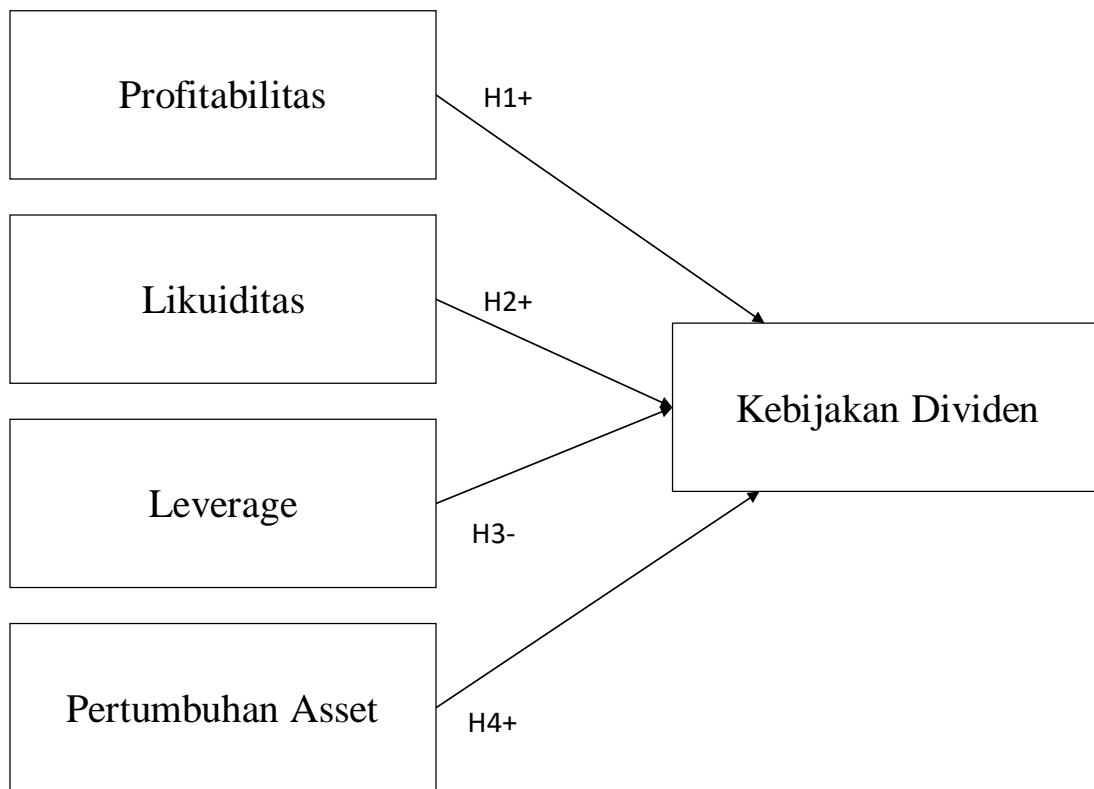 Profitabilitas
H1+
Likuiditas
H2+
Kebijakan Dividen
Leverage
H3-
Pertumbuhan Asset
H4+